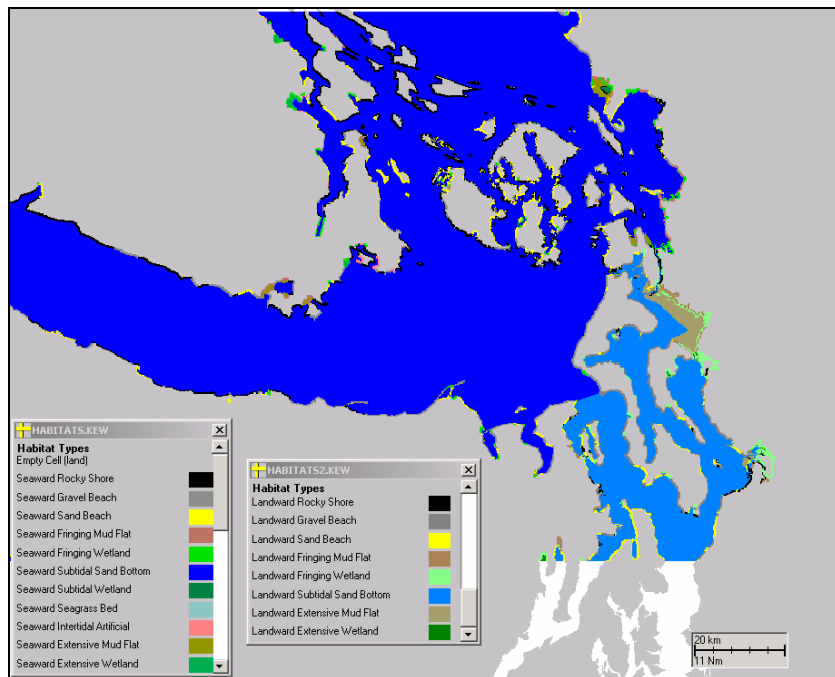 HABITATS.KEW
Habitat Types
Empty Cell (land)
Seaward Rocky Shore
Seaward Gravel Beach
Seaward Sand Beach
Seaward Fringing Mud Flat
Seaward Fringing Wetland
Seaward Subtidal Sand Bottom
Seaward Subtidal Wetland
Seaward Seagrass Bed
Seaward Intertidal Artificial
Seaward Extensive Mud Flat
Seaward Extensive Wetland
HABITATS2.KEW
Habitat Types
Landward Rocky Shore
Landward Gravel Beach
Landward Sand Beach
Landward Fringing Mud Flat
Landward Fringing Wetland
Landward Subtidal Sand Bottom
Landward Extensive Mud Flat
Landward Extensive Wetland
20 km
11 Nm